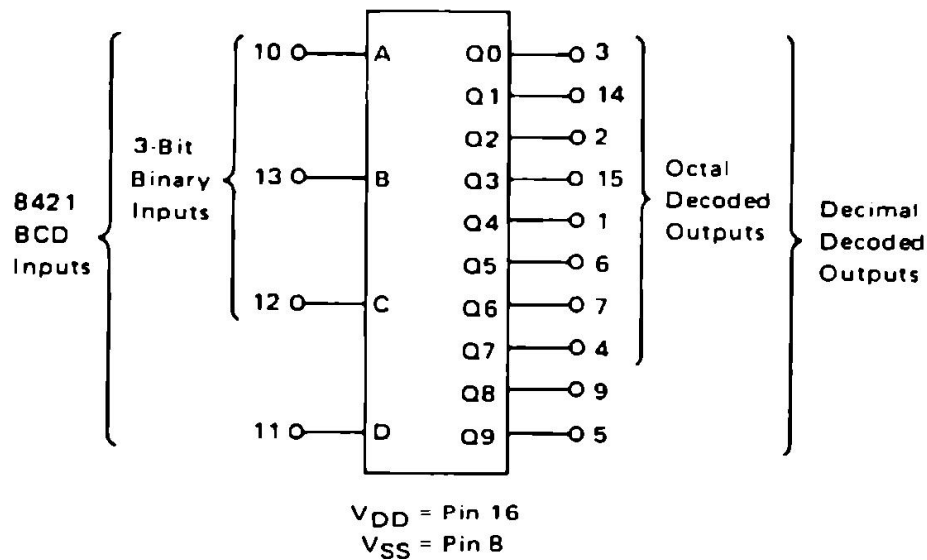 8421
BCD
Inputs
3-Bit
Binary
Inputs
10
A
13
B
12
C
11
D
Q0
3
Q1
14
Q2
2
Q3
15
Q4
1
Q5
6
Q6
7
Q7
4
Q8
9
Q9
5
Octal
Decoded
Outputs
Decimal
Decoded
Outputs
VDD = Pin 16
VSS = Pin 8